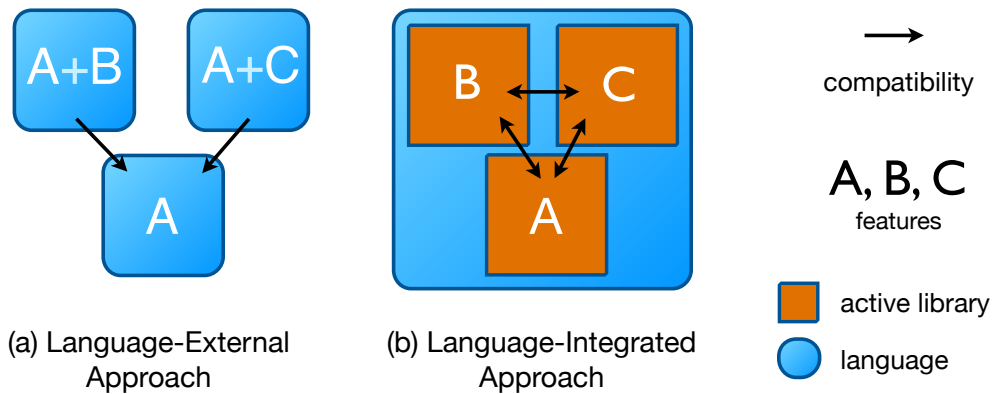 A+B
A+C
A
(a) Language-External
Approach
B
C
A
(b) Language-Integrated
Approach
compatibility
A, B, C
features
active library
language